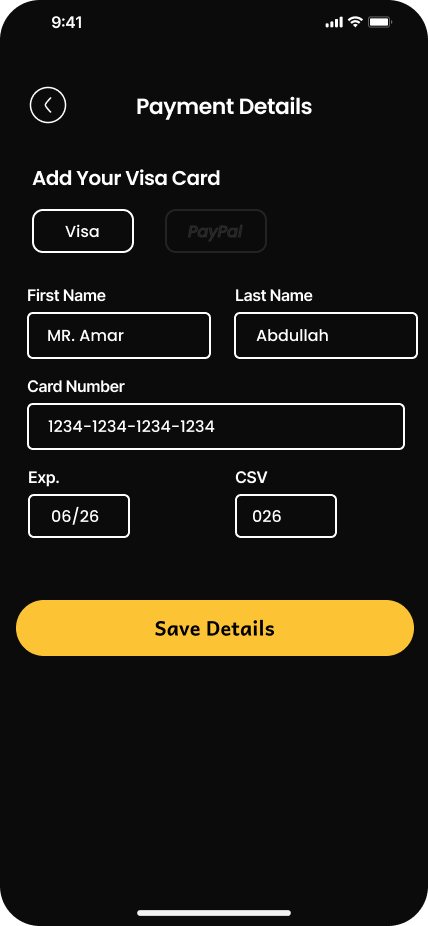 9:41
Payment Details
Add Your Visa Card
Visa PayPal
First Name Last Name
MR. Amar Abdullah
Card Number
1234-1234-1234-1234
Exp. CSV
06/26 026
Save Details